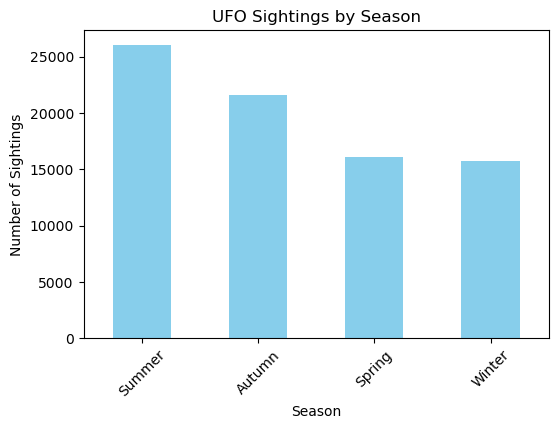 UFO Sightings by Season
Number of Sightings
25000
20000
15000
10000
5000
0
Summer
Autumn
Spring
Winter
Season